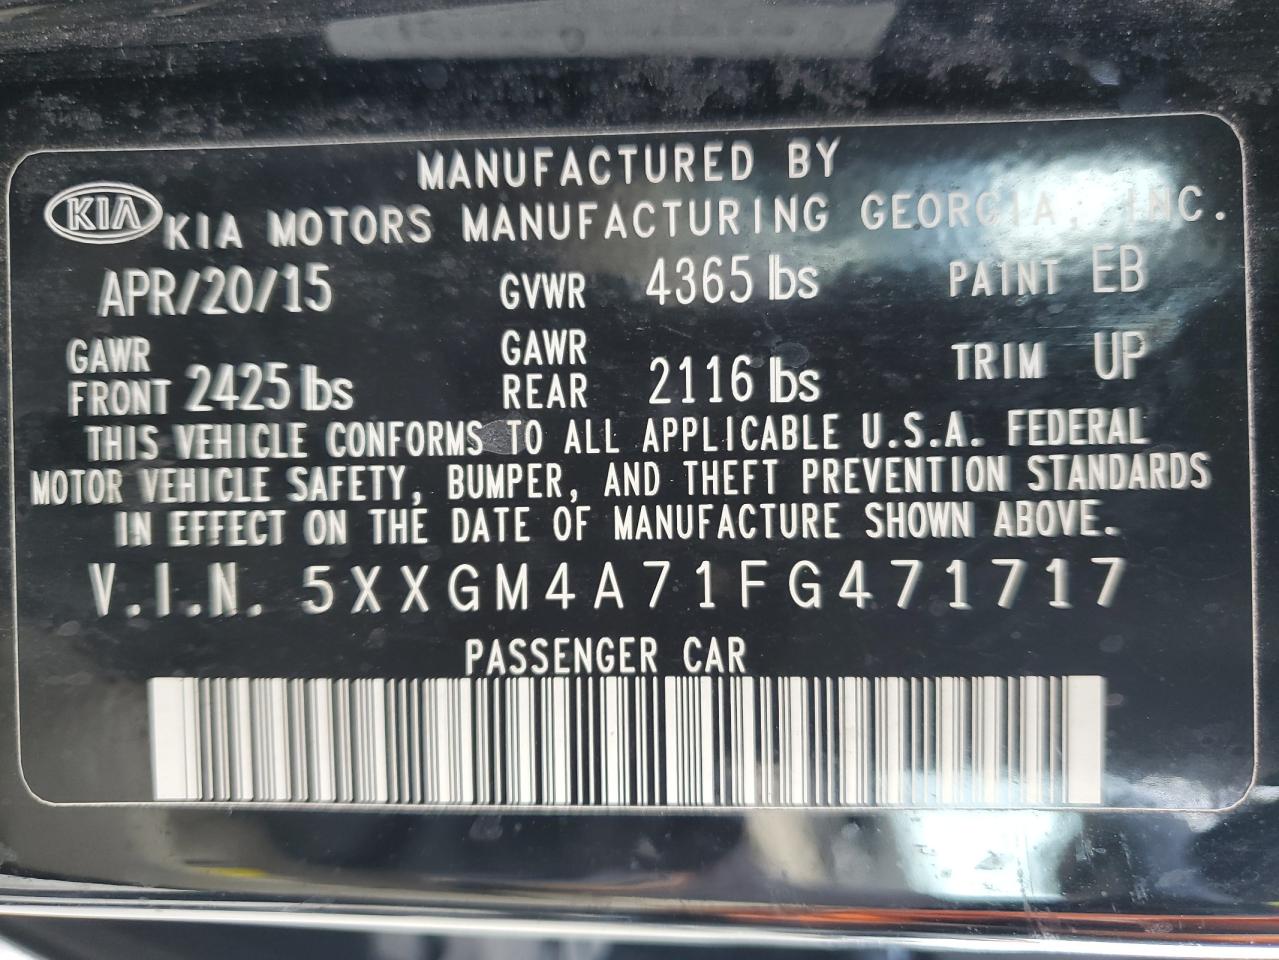 MANUFACTURED BY
KIA KIA MOTORS MANUFACTURING GEORGIA, INC.
APR/20/15 GVWR 4365 lbs PAINT EB
GAWR FRONT 2425 lbs GAWR REAR 2116 lbs TRIM UP
THIS VEHICLE CONFORMS TO ALL APPLICABLE U.S.A. FEDERAL
MOTOR VEHICLE SAFETY, BUMPER, AND THEFT PREVENTION STANDARDS
IN EFFECT ON THE DATE OF MANUFACTURE SHOWN ABOVE.
V.I.N. 5XXGM4A71FG471717
PASSENGER CAR